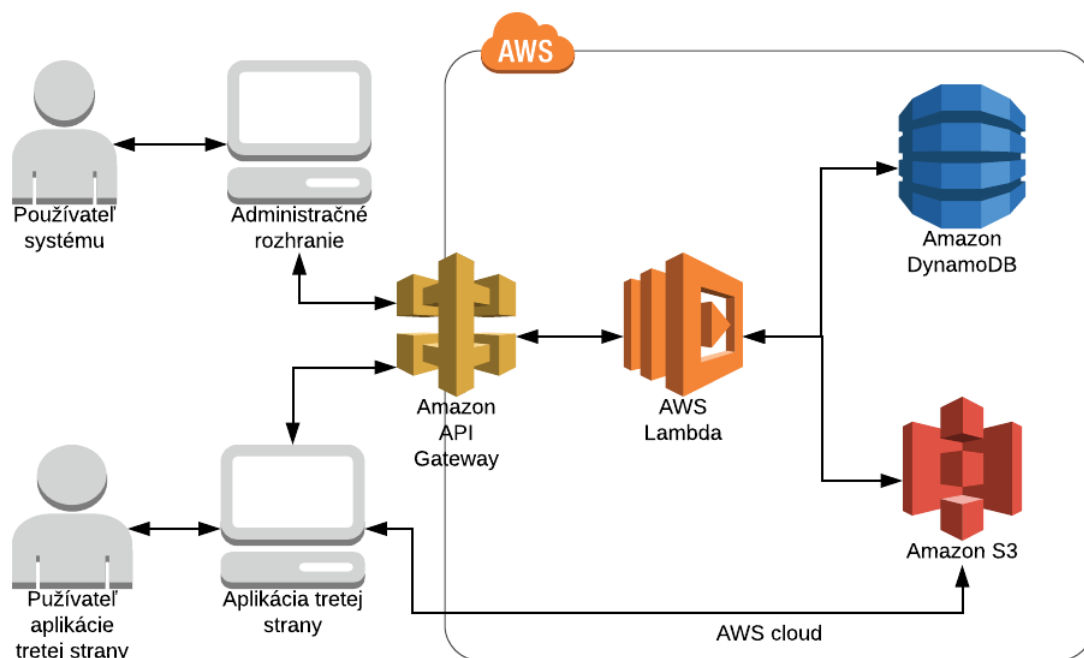 AWS
Používateľ
systému
Administračné
rozhranie
Amazon
DynamoDB
Amazon
API
Gateway
AWS
Lambda
Amazon S3
Pužívateľ
aplikácie
tretej strany
Aplikácia tretej
strany
AWS cloud